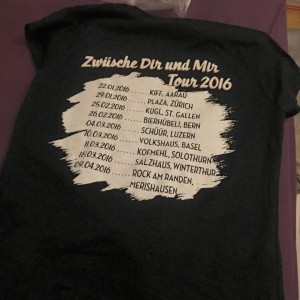 Zwüsche Dir und Mir
Tour 2016
22.01.2016 ..... KIFF, AARAU
29.01.2016 ..... PLAZA, ZÜRICH
25.02.2016 ..... KUGL, ST. GALLEN
26.02.2016 ..... BIERHÜBELI, BERN
04.03.2016 ..... SCHÜÜR, LUZERN
10.03.2016 ..... VOLKSHAUS, BASEL
11.03.2016 ..... KOFMEHL, SOLOTHURN
18.03.2016 ..... SALZHAUS, WINTERTHUR
09.04.2016 ..... ROCK AM RANDEN,
MERISHAUSEN